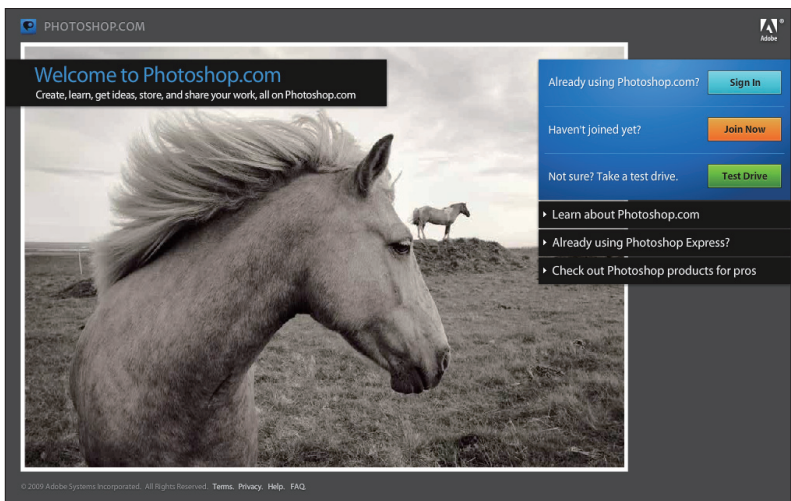 PHOTOSHOP.COM
Adobe
Welcome to Photoshop.com
Create, learn, get ideas, store, and share your work, all on Photoshop.com
Already using Photoshop.com?
Sign In
Haven't joined yet?
Join Now
Not sure? Take a test drive.
Test Drive
Learn about Photoshop.com
Already using Photoshop Express?
Check out Photoshop products for pros
© 2009 Adobe Systems Incorporated. All Rights Reserved. Terms. Privacy. Help. FAQ.